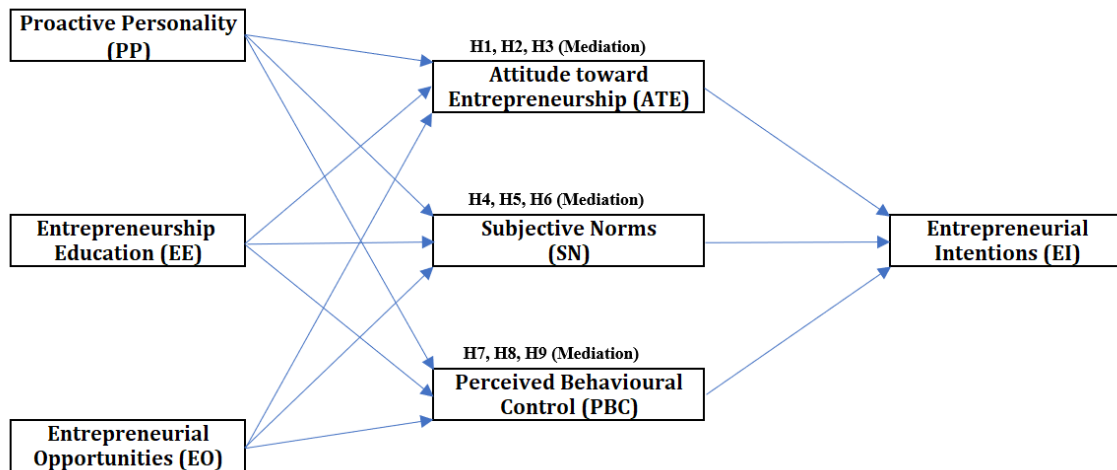 Proactive Personality
(PP)
H1, H2, H3 (Mediation)
Attitude toward
Entrepreneurship (ATE)
H4, H5, H6 (Mediation)
Entrepreneurship
Education (EE)
Subjective Norms
(SN)
Entrepreneurial
Intentions (EI)
H7, H8, H9 (Mediation)
Perceived Behavioural
Control (PBC)
Entrepreneurial
Opportunities (EO)